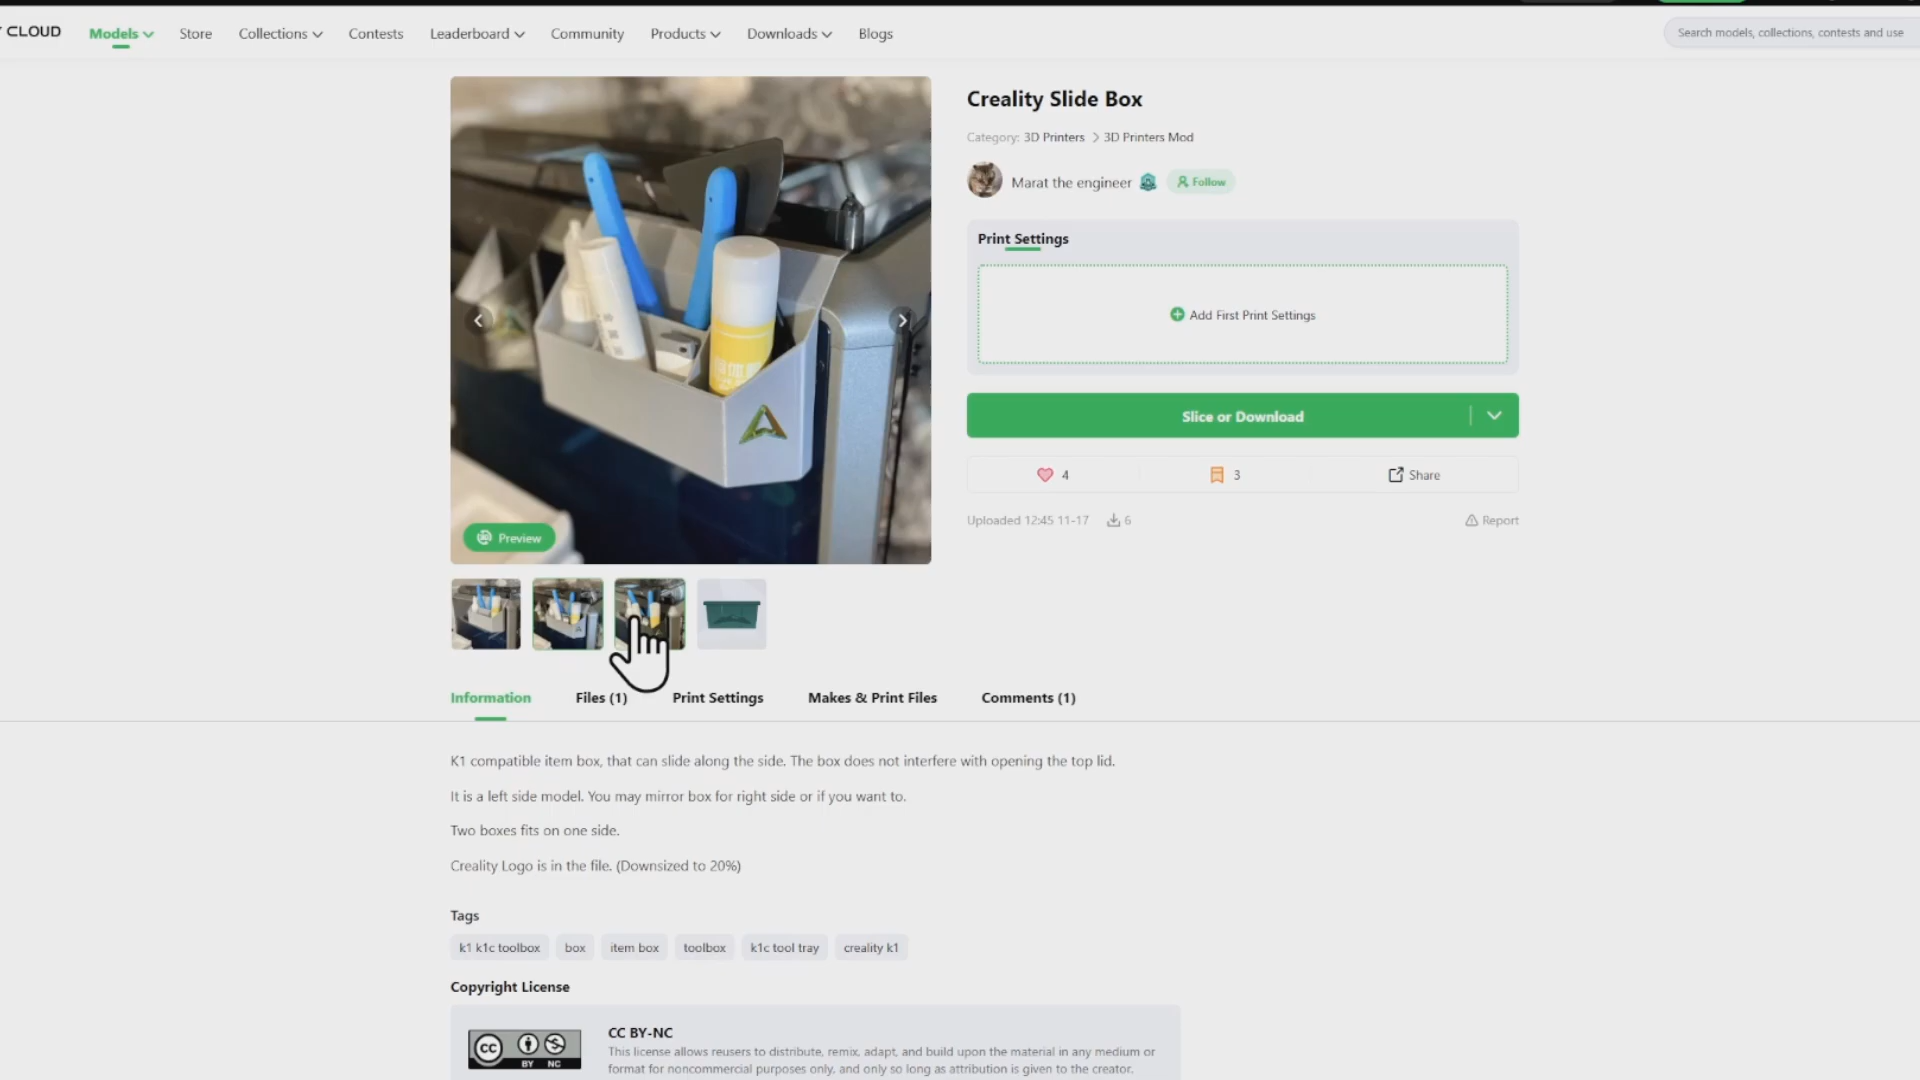 CLOUD
Models
Store
Collections
Contests
Leaderboard
Community
Products
Downloads
Blogs
Search models, collections, contests and use
Creality Slide Box
Category: 3D Printers > 3D Printers Mod
Marat the engineer
Follow
Print Settings
Add First Print Settings
Slice or Download
4
3
Share
Uploaded 12:45 11-17
6
Report
Preview
Information
Files (1)
Print Settings
Makes & Print Files
Comments (1)
K1 compatible item box, that can slide along the side. The box does not interfere with opening the top lid.
It is a left side model. You may mirror box for right side or if you want to.
Two boxes fits on one side.
Creality Logo is in the file. (Downsized to 20%)
Tags
k1 k1c toolbox
box
item box
toolbox
k1c tool tray
creality k1
Copyright License
CC
BY NC
CC BY-NC
This license allows reusers to distribute, remix, adapt, and build upon the material in any medium or
format for noncommercial purposes only, and only so long as attribution is given to the creator.